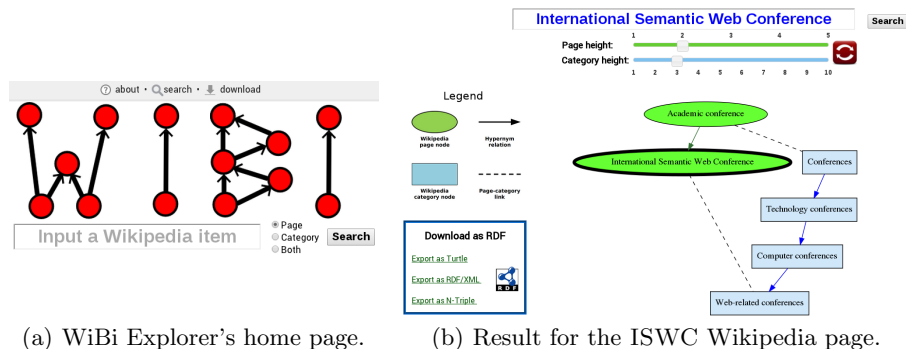 about • search • download
Input a Wikipedia item
Page
Category
Both
Search
(a) WiBi Explorer's home page.
International Semantic Web Conference
Search
Page height:
1 2 3 4 5
Category height:
1 2 3 4 5 6 7 8 9 10
Legend
Wikipedia
page node
Hypernym
relation
Wikipedia
category node
Page-category
link
Download as RDF
Export as Turtle
Export as RDF/XML
Export as N-Triple
RDF
Academic conference
International Semantic Web Conference
Conferences
Technology conferences
Computer conferences
Web-related conferences
(b) Result for the ISWC Wikipedia page.